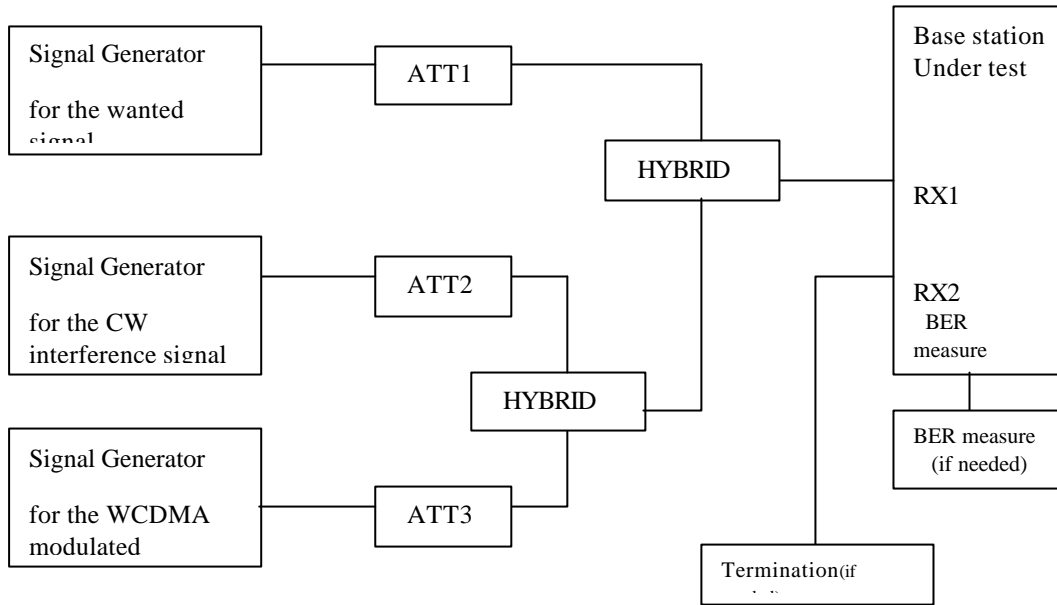 Signal Generator
for the wanted
signal
ATT1
Base station
Under test
HYBRID
RX1
Signal Generator
for the CW
interference signal
ATT2
RX2
BER
measure
HYBRID
BER measure
(if needed)
Signal Generator
for the WCDMA
modulated
ATT3
Termination(if